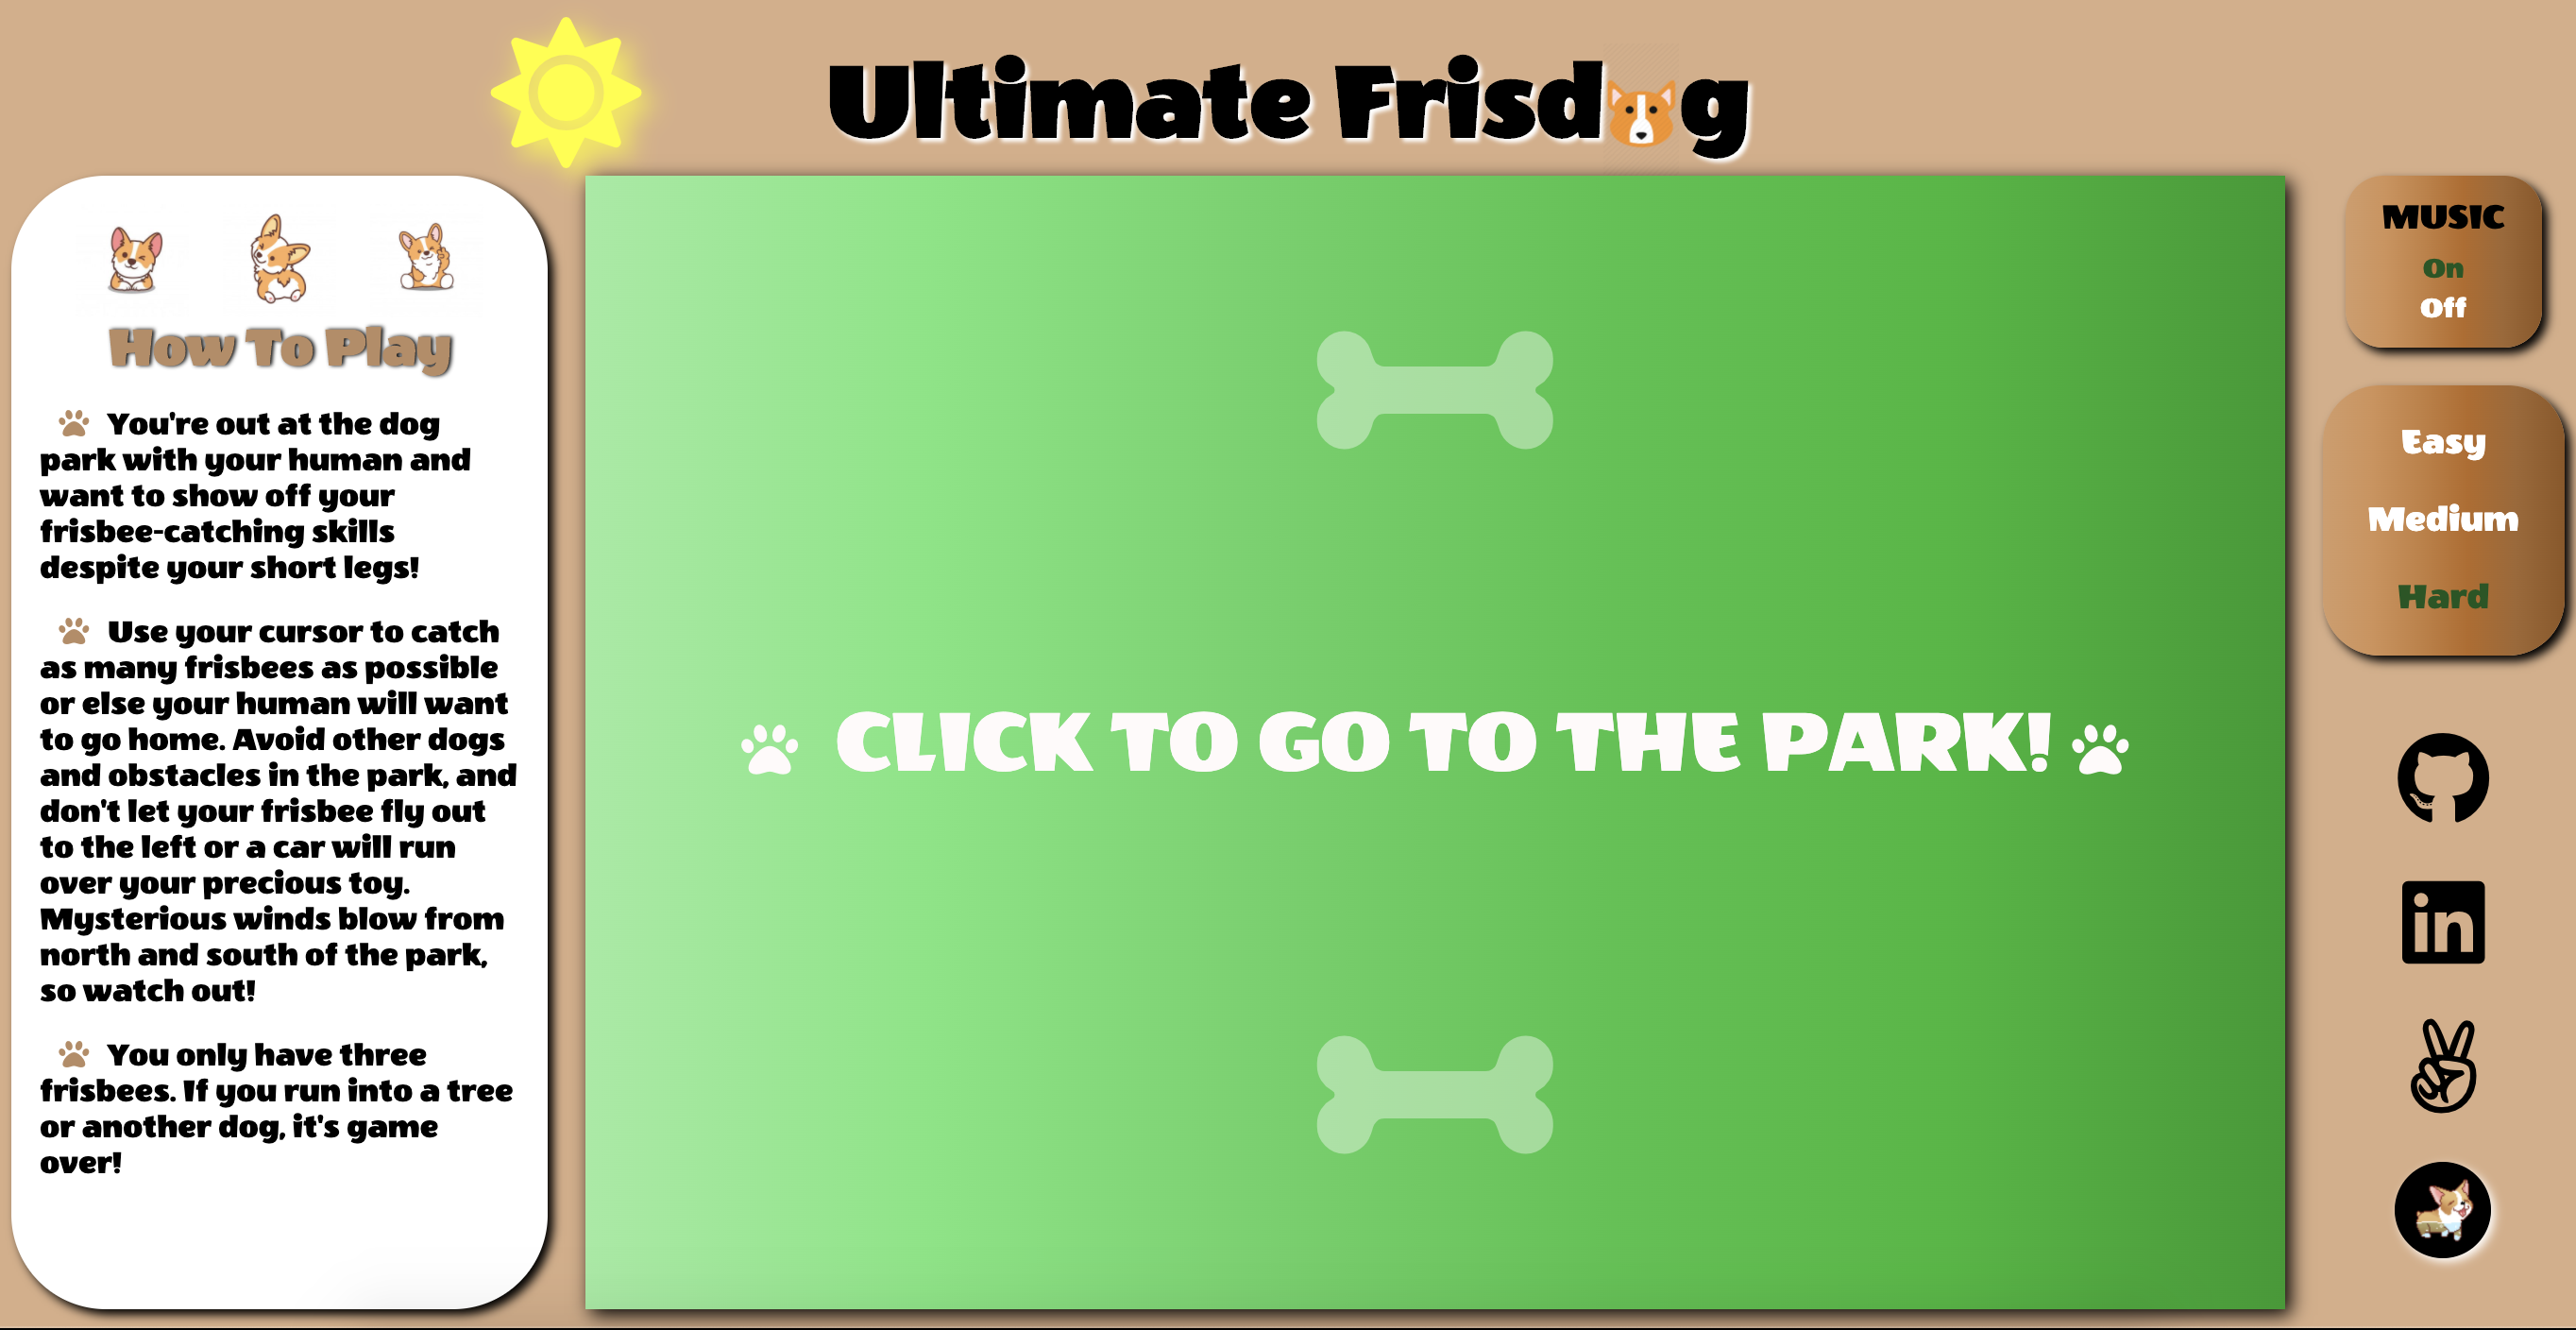 Ultimate Frisdg
How To Play
You're out at the dog
park with your human and
want to show off your
frisbee-catching skills
despite your short legs!
Use your cursor to catch
as many frisbees as possible
or else your human will want
to go home. Avoid other dogs
and obstacles in the park, and
don't let your frisbee fly out
to the left or a car will run
over your precious toy.
Mysterious winds blow from
north and south of the park,
so watch out!
You only have three
frisbees. If you run into a tree
or another dog, it's game
over!
CLICK TO GO TO THE PARK!
MUSIC
On
Off
Easy
Medium
Hard
in